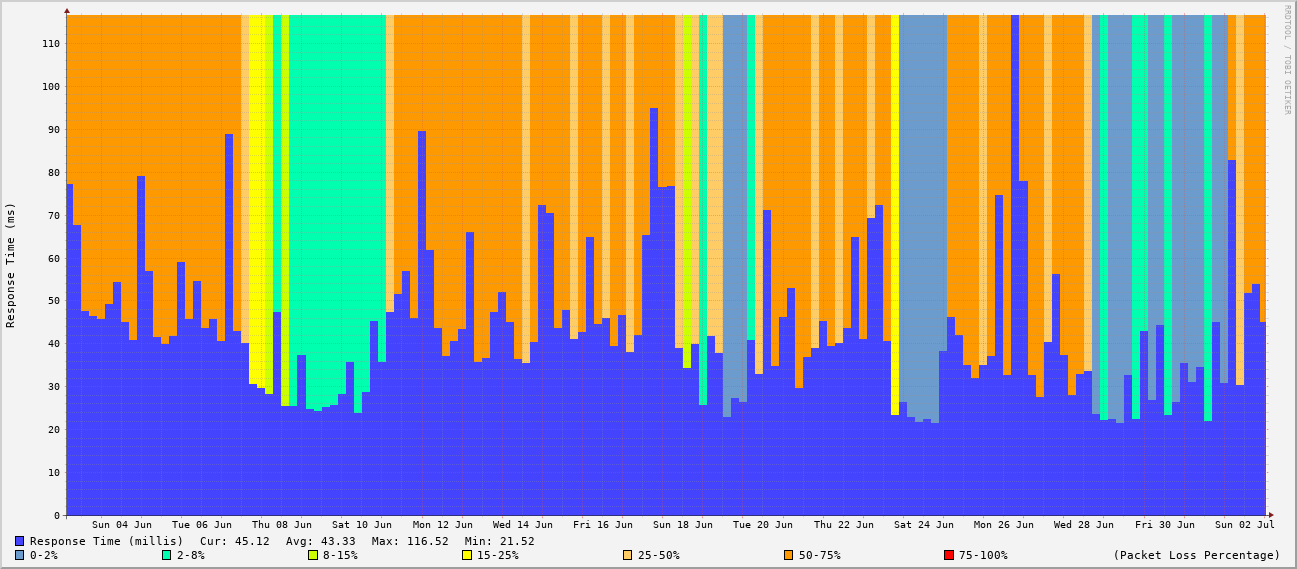 RRDTOOL / TOBI OETIKER
Response Time (ms)
110
100
90
80
70
60
50
40
30
20
10
0
Sun 04 Jun Tue 06 Jun Thu 08 Jun Sat 10 Jun Mon 12 Jun Wed 14 Jun Fri 16 Jun Sun 18 Jun Tue 20 Jun Thu 22 Jun Sat 24 Jun Mon 26 Jun Wed 28 Jun Fri 30 Jun Sun 02 Jul
Response Time (millis) Cur: 45.12 Avg: 43.33 Max: 116.52 Min: 21.52
0-2% 2-8% 8-15% 15-25% 25-50% 50-75% 75-100% (Packet Loss Percentage)